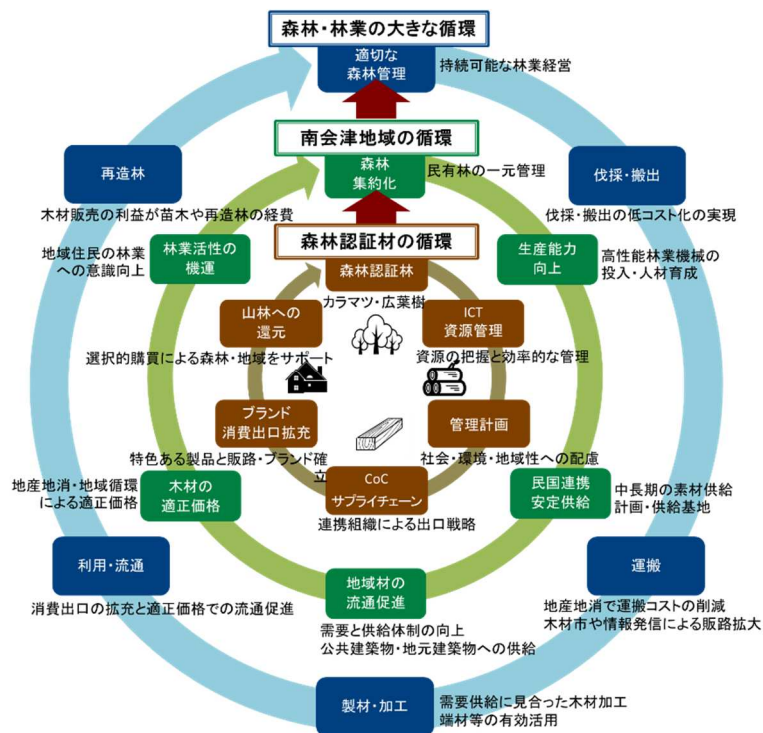 森林・林業の大きな循環
適切な
森林管理
持続可能な林業経営
南会津地域の循環
森林
集約化
民有林の一元管理
再造林
木材販売の利益が苗木や再造林の経費
伐採・搬出
伐採・搬出の低コスト化の実現
森林認証材の循環
森林認証林
カラマツ・広葉樹
地域住民の林業
への意識向上
林業活性の
機運
生産能力
向上
高性能林業機械の
投入・人材育成
山林への
還元
選択的購買による森林・地域をサポート
ICT
資源管理
資源の把握と効率的な管理
ブランド
消費出口拡充
特色ある製品と販路・ブランド確
立
管理計画
社会・環境・地域性への配慮
CoC
サプライチェーン
連携組織による出口戦略
地産地消・地域循環
による適正価格
木材の
適正価格
民国連携
安定供給
中長期の素材供給
計画・供給基地
利用・流通
消費出口の拡充と適正価格での流通促進
地域材の
流通促進
需要と供給体制の向上
公共建築物・地元建築物への供給
運搬
地産地消で運搬コストの削減
木材市や情報発信による販路拡大
製材・加工
需要供給に見合った木材加工
端材等の有効活用